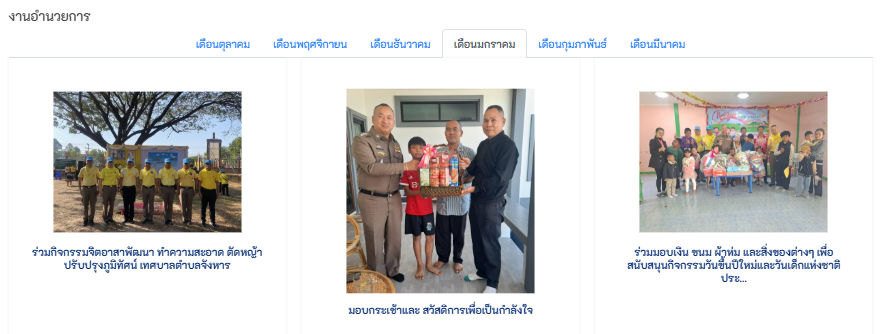 งานอำนวยการ
เดือนตุลาคม เดือนพฤศจิกายน เดือนธันวาคม เดือนมกราคม เดือนกุมภาพันธ์ เดือนมีนาคม
ร่วมกิจกรรมจิตอาสาพัฒนา ทำความสะอาด ตัดหญ้า
ปรับปรุงภูมิทัศน์ เทศบาลตำบลจังหาร
มอบกระเช้าและ สวัสดิการเพื่อเป็นกำลังใจ
ร่วมมอบเงิน ขนม ผ้าห่ม และสิ่งของต่างๆ เพื่อ
สนับสนุนกิจกรรมวันขึ้นปีใหม่และวันเด็กแห่งชาติ
ประ...